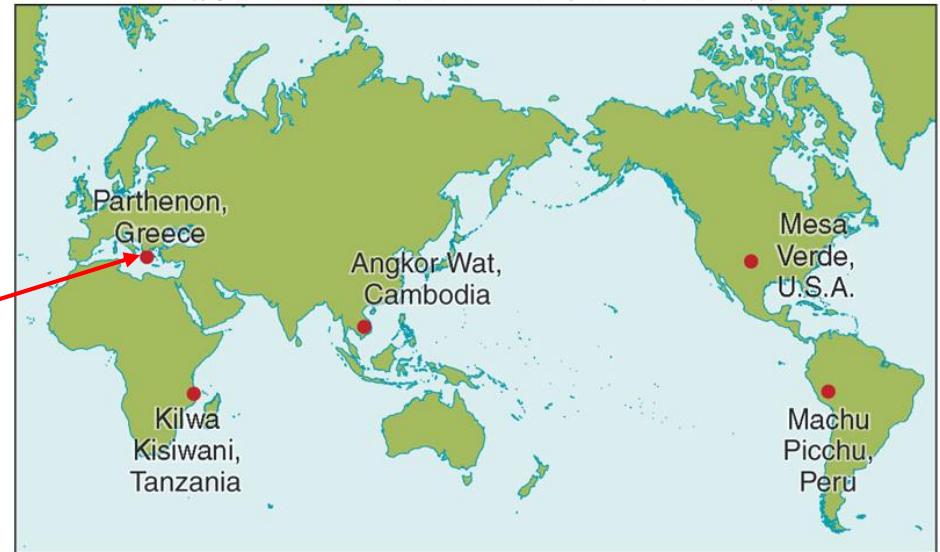 Parthenon,
Greece
Angkor Wat,
Cambodia
Mesa
Verde,
U.S.A.
Kilwa
Kisiwani,
Tanzania
Machu
Picchu,
Peru